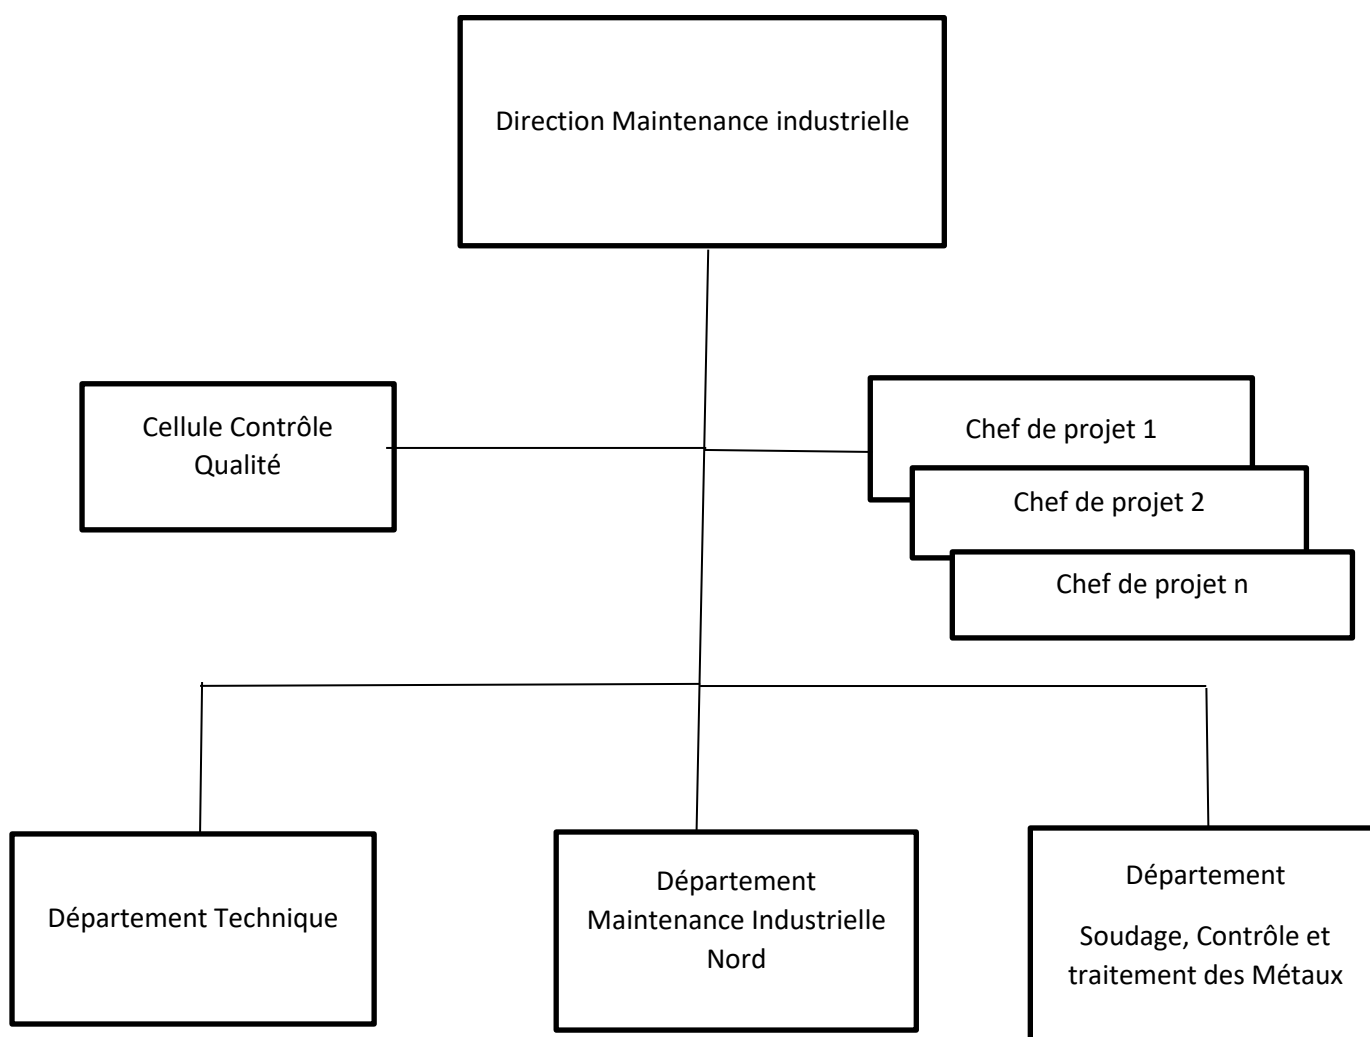 Direction Maintenance industrielle
Cellule Contrôle
Qualité
Chef de projet 1
Chef de projet 2
Chef de projet n
Département Technique
Département
Maintenance Industrielle
Nord
Département
Soudage, Contrôle et
traitement des Métaux